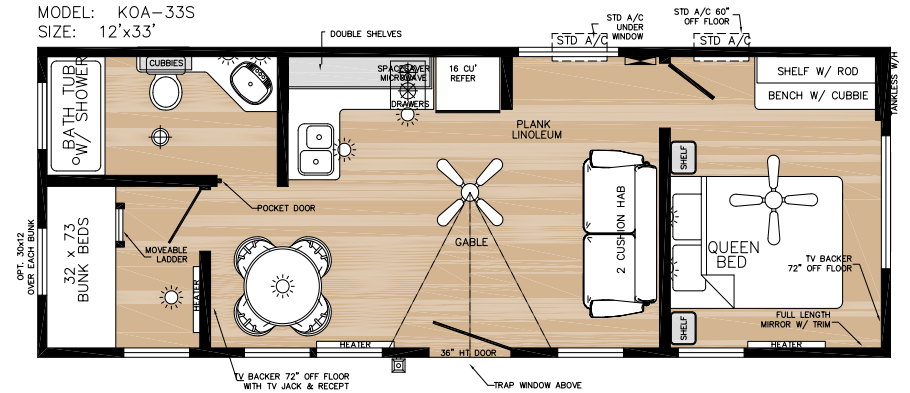 MODEL: KOA-33S
SIZE: 12'x33'
DOUBLE SHELVES
STD A/C
UNDER
WINDOW
STD A/C 60"
OFF FLOOR
STD A/C
STD A/C
CUBBIES
BATH TUB
W/ SHOWER
SPACESAVER
MICROWAVE
DRAWERS
16 CU'
REFER
SHELF W/ ROD
BENCH W/ CUBBIE
TANKLESS W/H
PLANK
LINOLEUM
SHELF
POCKET DOOR
OPT. 30x12
OVER EACH BUNK
32 x 73
BUNK BEDS
MOVEABLE
LADDER
HEATER
GABLE
2 CUSHION HAB
QUEEN
BED
TV BACKER
72" OFF FLOOR
FULL LENGTH
MIRROR W/ TRIM
SHELF
HEATER
36" HT. DOOR
HEATER
TV BACKER 72" OFF FLOOR
WITH TV JACK & RECEPT
TRAP WINDOW ABOVE